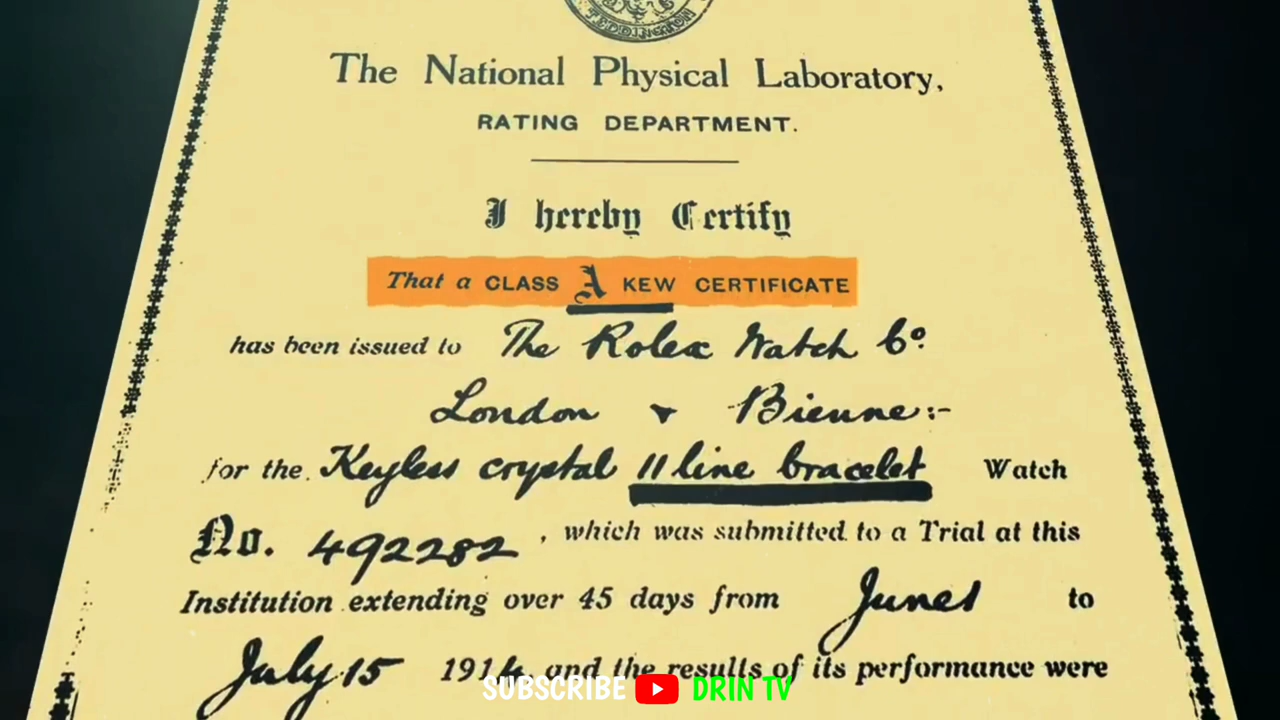 TEDDINGTON
The National Physical Laboratory,
RATING DEPARTMENT.
I hereby Certify
That a CLASS A KEW CERTIFICATE
has been issued to The Rolex Watch Co.
London & Bienne:-
for the Keyless crystal 11 line bracelet Watch
No. 492282, which was submitted to a Trial at this
Institution extending over 45 days from June 1 to
July 15 1914, and the results of its performance were
SUBSCRIBE DRIN TV